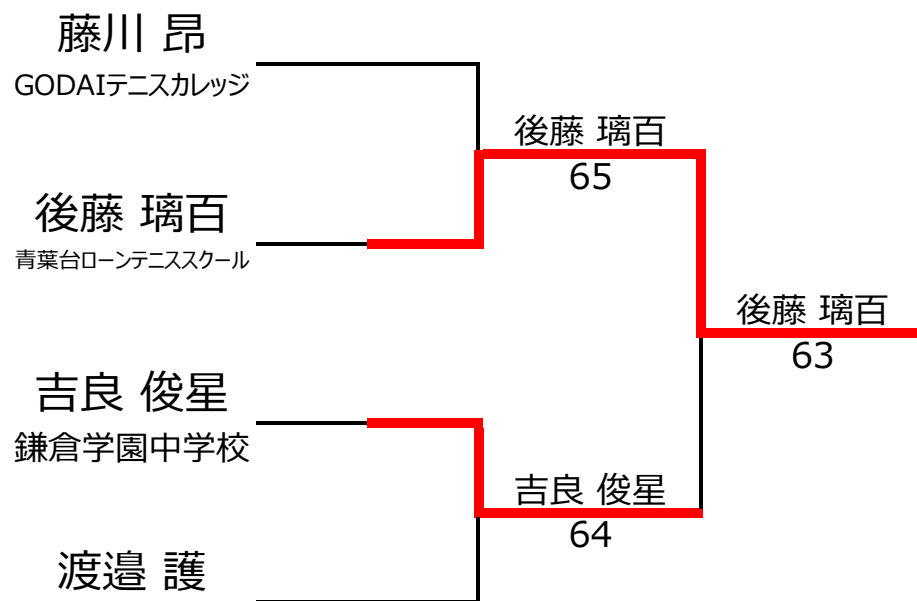 藤川 昂
GODAIテニスカレッジ
後藤 璃百
65
後藤 璃百
青葉台ローンテニススクール
後藤 璃百
63
吉良 俊星
鎌倉学園中学校
吉良 俊星
64
渡邉 護